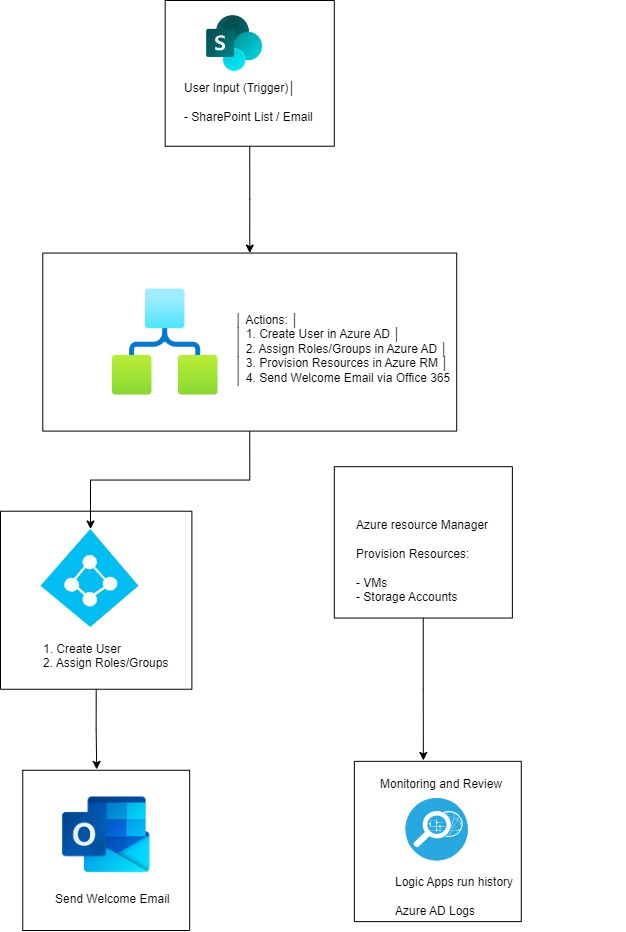 S
User Input (Trigger)│
- SharePoint List / Email
│ Actions: │
│ 1. Create User in Azure AD │
│ 2. Assign Roles/Groups in Azure AD │
│ 3. Provision Resources in Azure RM │
│ 4. Send Welcome Email via Office 365
Azure resource Manager
Provision Resources:
- VMs
- Storage Accounts
1. Create User
2. Assign Roles/Groups
Monitoring and Review
Logic Apps run history
Azure AD Logs
O
Send Welcome Email